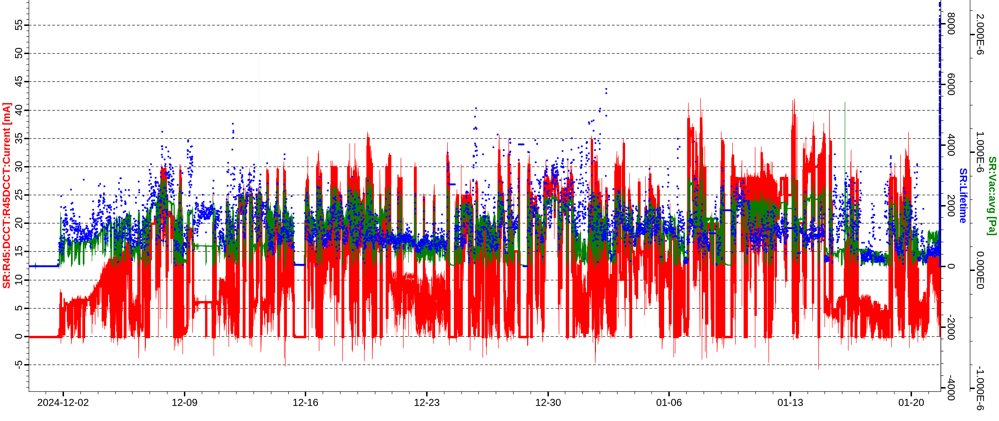 SR:R45:DCCT:R45DCCT:Current [mA]
55
50
45
40
35
30
25
20
15
10
5
0
-5
8000
6000
4000
2000
0
-2000
-4000
SR:Lifetime
2.000E-6
1.000E-6
0.000E0
-1.000E-6
SR:Vac:avg [Pa]
2024-12-02 12-09 12-16 12-23 12-30 01-06 01-13 01-20